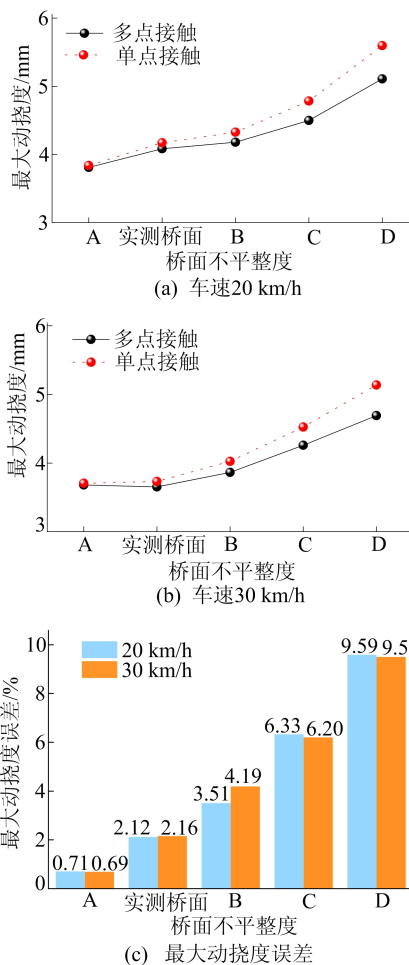 6
多点接触
单点接触
5
4
3
最大动挠度/mm
A 实测桥面 B C D
桥面不平整度
(a) 车速20 km/h
6
多点接触
单点接触
5
4
3
最大动挠度/mm
A 实测桥面 B C D
桥面不平整度
(b) 车速30 km/h
10
20 km/h
30 km/h
9.59 9.5
8
6
6.33 6.20
4
3.51 4.19
2
2.12 2.16
0.71 0.69
0
最大动挠度误差/%
A 实测桥面 B C D
桥面不平整度
(c) 最大动挠度误差